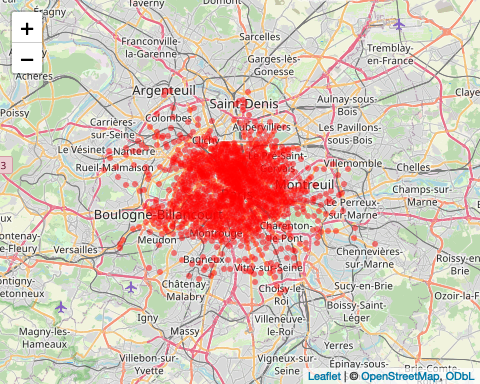 Éragny
Taverny
Domont
Sarcelles
+
Franconville-
la-Garenne
Tremblay-
en-France
−
Garges-lès-
Gonesse
Achères
Argenteuil
Saint-Denis
Aulnay-sous-
Bois
Claye
Poissy
Colombes
Carrières-
sur-Seine
Aubervilliers
Les Pavillons-
sous-Bois
Clichy
Le Vésinet
Nanterre
Villemomble
Rueil-Malmaison
Chelles
3
Montreuil
Champs-sur-
Marne
Le Perreux-
sur-Marne
Boulogne-Billancourt
Charenton-
le-Pont
Montrouge
Meudon
Versailles
Chennevières-
sur-Marne
Bagneux
Vitry-sur-Seine
Roissy-en-
Brie
Châtenay-
Malabry
Choisy-le-
Roi
Sucy-en-Brie
Ozoir-la-F
Boissy-Saint-
Léger
Igny
Villeneuve-
le-Roi
Magny-les-
Hameaux
Massy
Yerres
Villebon-sur-
Yvette
Vigneux-sur-
Seine
Épinay-sous-
Leaflet | © OpenStreetMap, ODbL